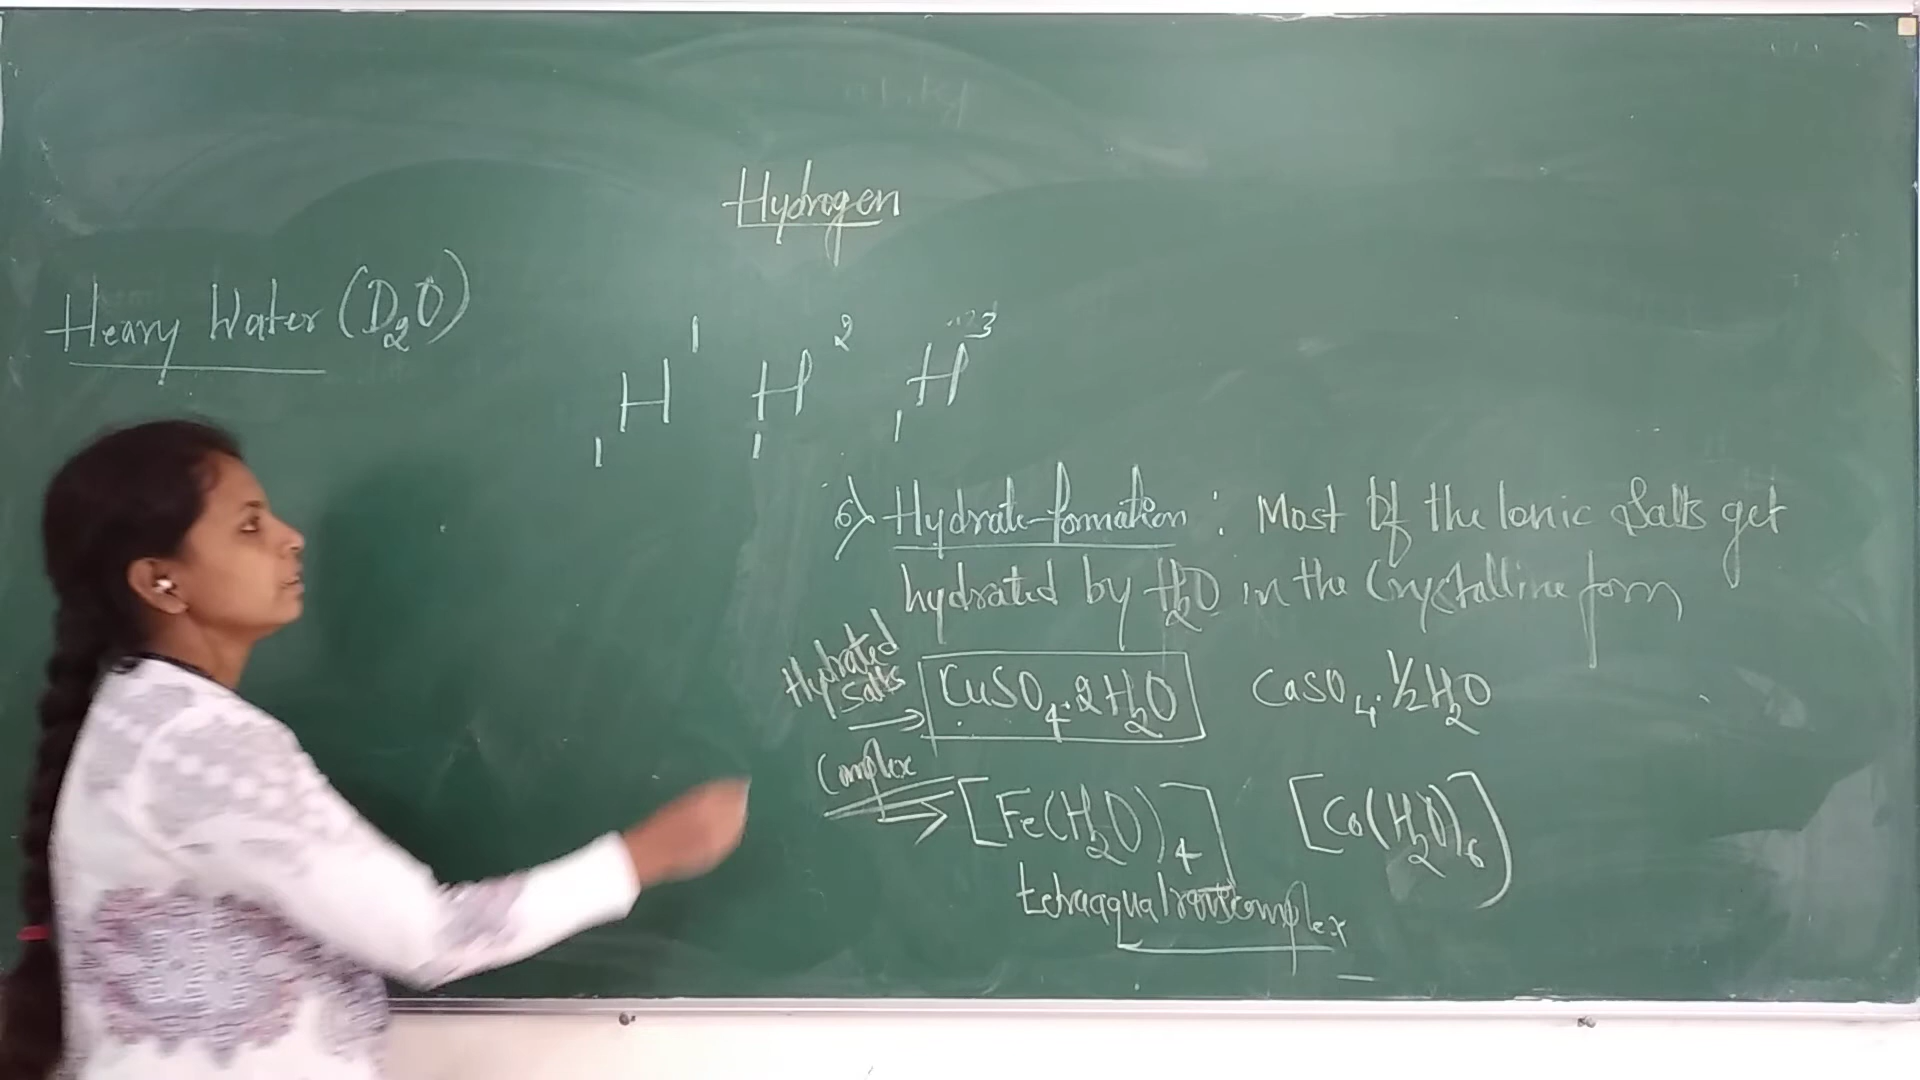 Hydrogen
Heavy Water (D₂O)
₁H¹ ₁H² ₁H³
6) Hydrate-formation : Most of the Ionic Salts get
hydrated by H₂O in the Crystalline form
Hydrated
Salts
→ CuSO₄.2H₂O CaSO₄.½H₂O
Complex
→ [Fe(H₂O)₄] [Co(H₂O)₆]
tetraaqua Iron complex